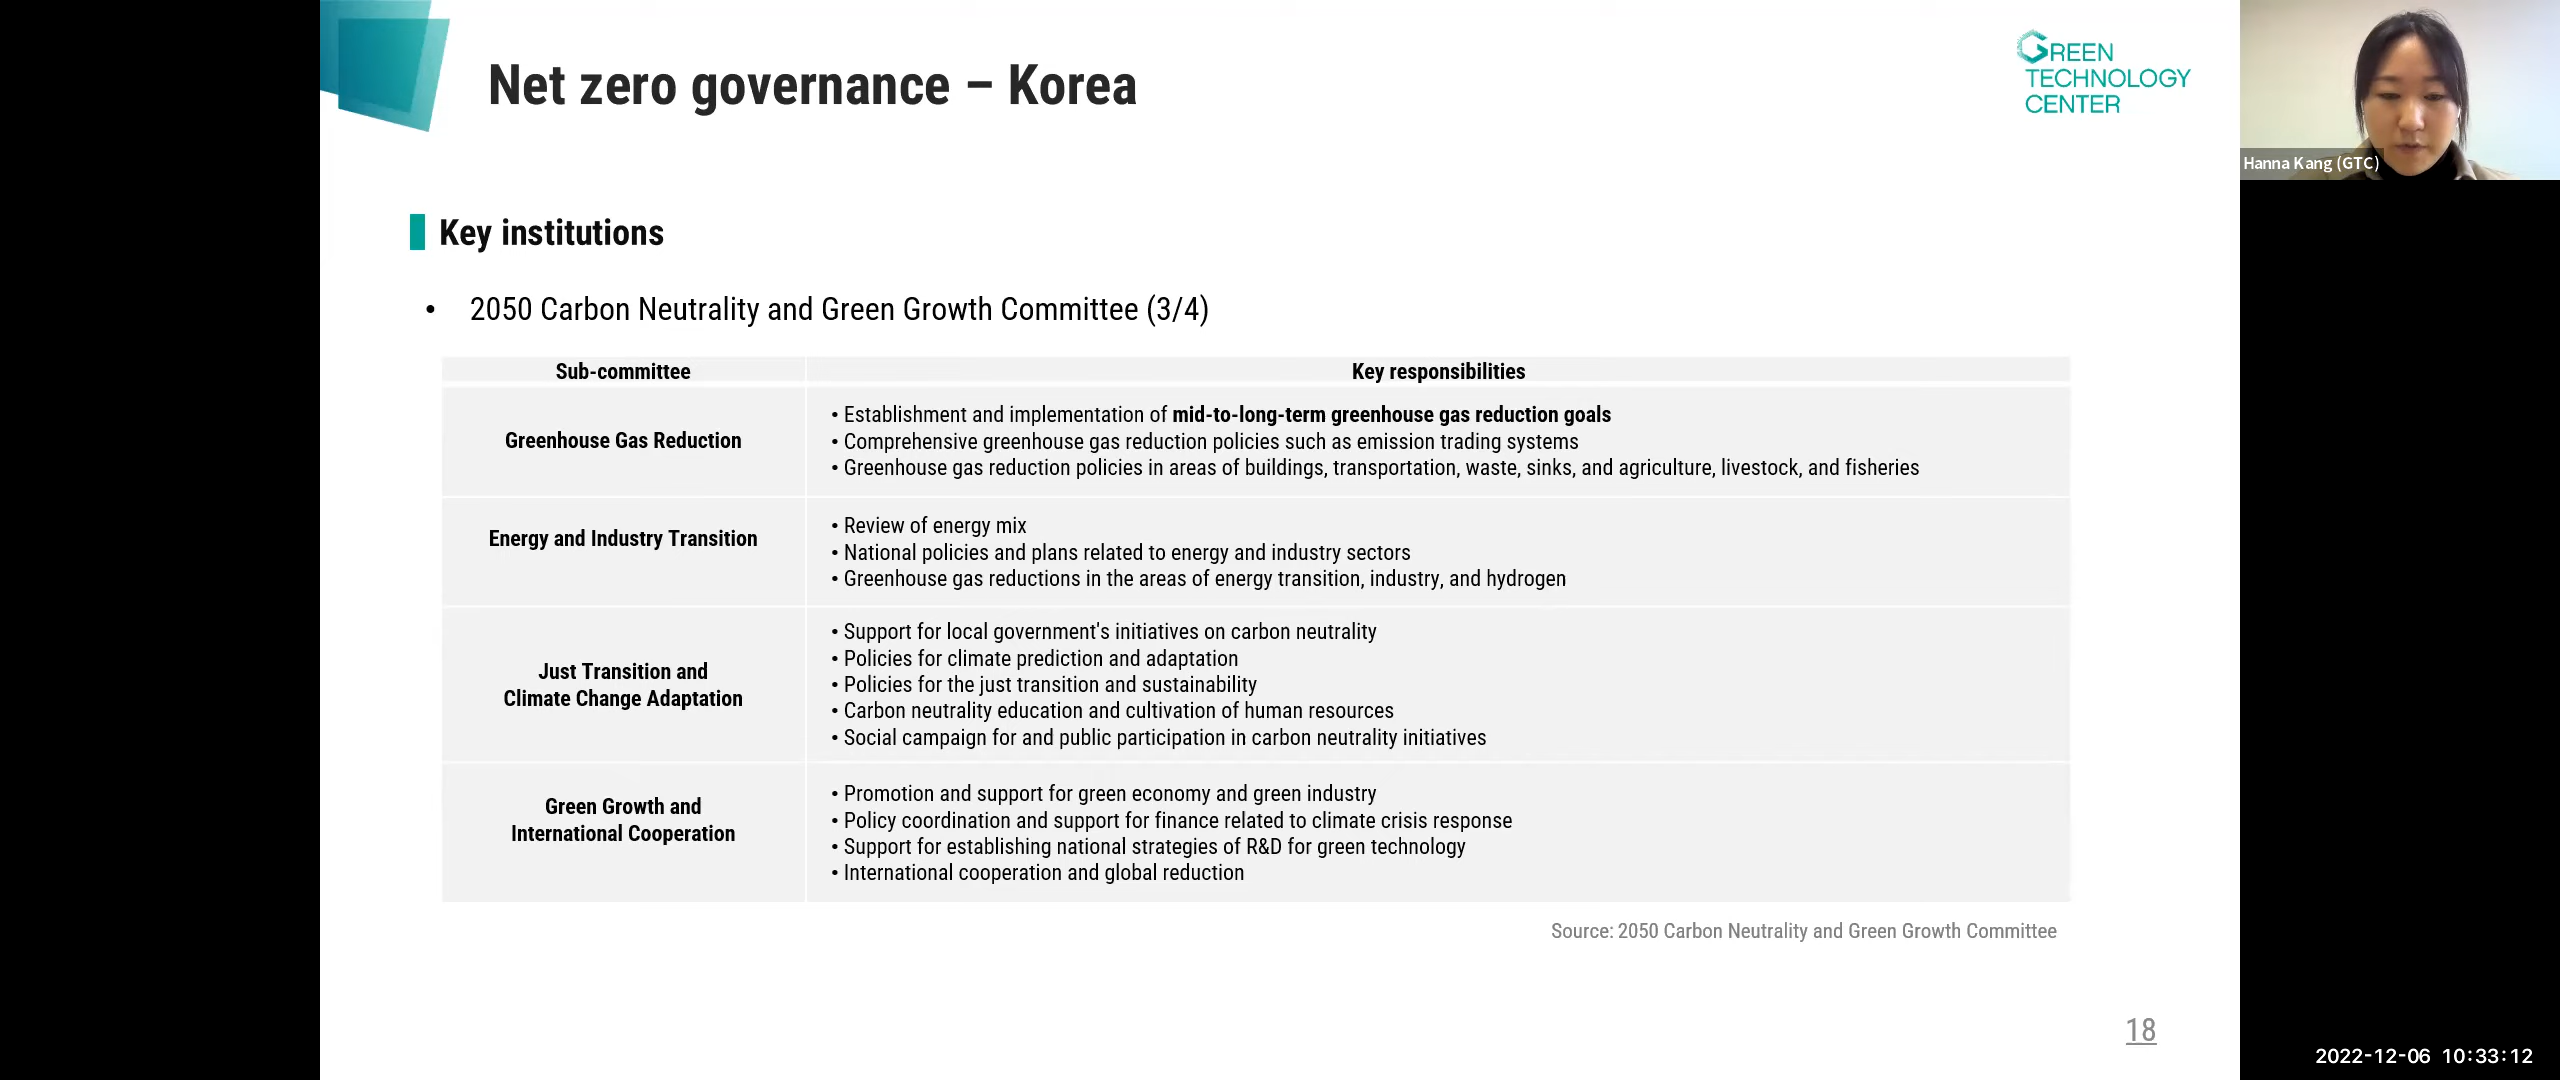 Net zero governance – Korea
GREEN
TECHNOLOGY
CENTER
Hanna Kang (GTC)
Key institutions
• 2050 Carbon Neutrality and Green Growth Committee (3/4)
Sub-committee
Key responsibilities
Greenhouse Gas Reduction
• Establishment and implementation of mid-to-long-term greenhouse gas reduction goals
• Comprehensive greenhouse gas reduction policies such as emission trading systems
• Greenhouse gas reduction policies in areas of buildings, transportation, waste, sinks, and agriculture, livestock, and fisheries
Energy and Industry Transition
• Review of energy mix
• National policies and plans related to energy and industry sectors
• Greenhouse gas reductions in the areas of energy transition, industry, and hydrogen
Just Transition and
Climate Change Adaptation
• Support for local government's initiatives on carbon neutrality
• Policies for climate prediction and adaptation
• Policies for the just transition and sustainability
• Carbon neutrality education and cultivation of human resources
• Social campaign for and public participation in carbon neutrality initiatives
Green Growth and
International Cooperation
• Promotion and support for green economy and green industry
• Policy coordination and support for finance related to climate crisis response
• Support for establishing national strategies of R&D for green technology
• International cooperation and global reduction
Source: 2050 Carbon Neutrality and Green Growth Committee
18
2022-12-06 10:33:12